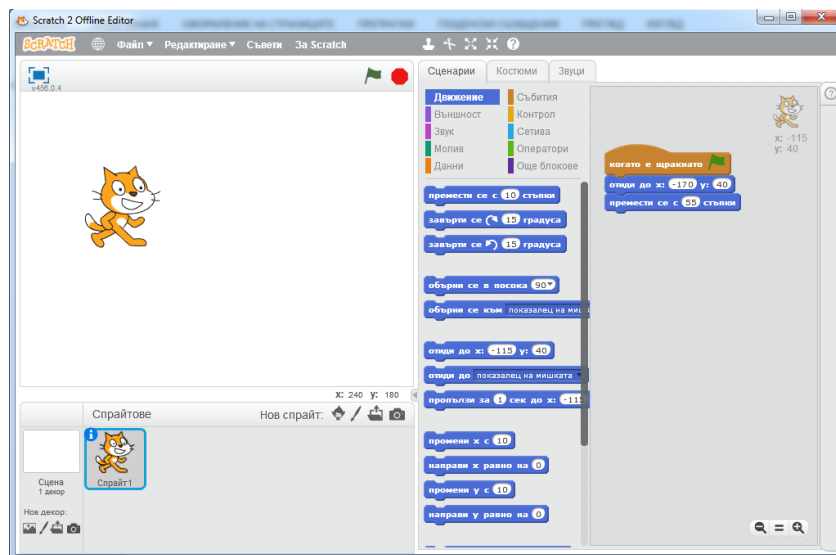 Scratch 2 Offline Editor
SCRATCH Файл Редактиране Съвети За Scratch
v456.0.4
Сценарии Костюми Звуци
Движение Събития
Външност Контрол
Звук Сетива
Молив Оператори
Данни Още блокове
премести се с 10 стъпки
завърти се 15 градуса
завърти се 15 градуса
обърни се в посока 90
обърни се към показалец на миш
отиди до x: -115 y: 40
отиди до показалец на мишката
пропълзи за 1 сек до x: -115
промени x с 10
направи x равно на 0
промени y с 10
направи y равно на 0
x: -115
y: 40
когато е щракнато
отиди до x: -170 y: 40
премести се с 55 стъпки
x: 240 y: 180
Спрайтове Нов спрайт:
Сцена
1 декор
Нов декор:
Спрайт1